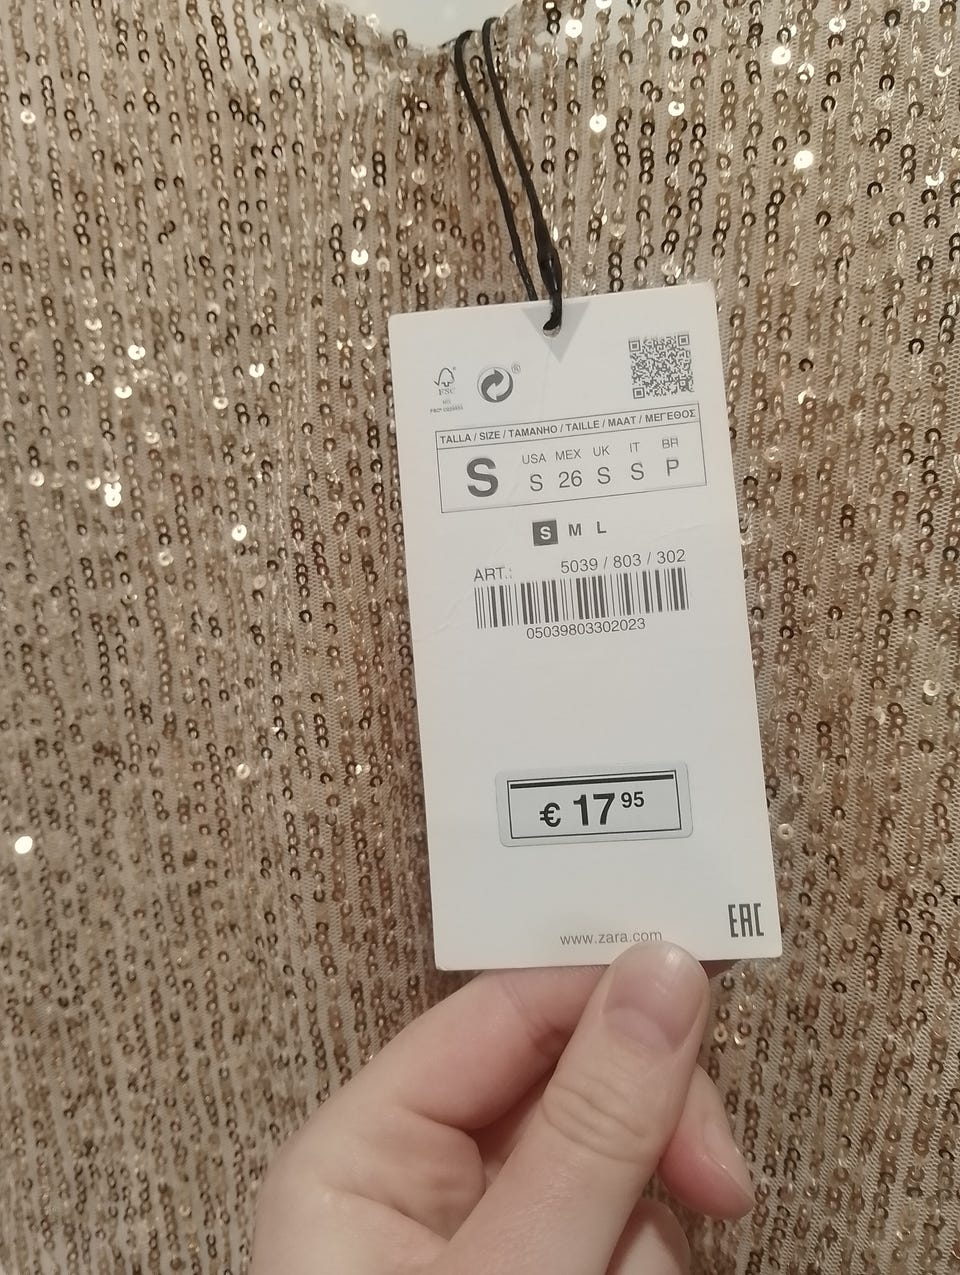 FSC
TALLA / SIZE / TAMANHO / TAILLE / MAAT / ΜΕΓΕΘΟΣ
S
USA MEX UK IT BR
S 26 S S P
S M L
ART.: 5039 / 803 / 302
05039803302023
€ 17 95
www.zara.com
EAC